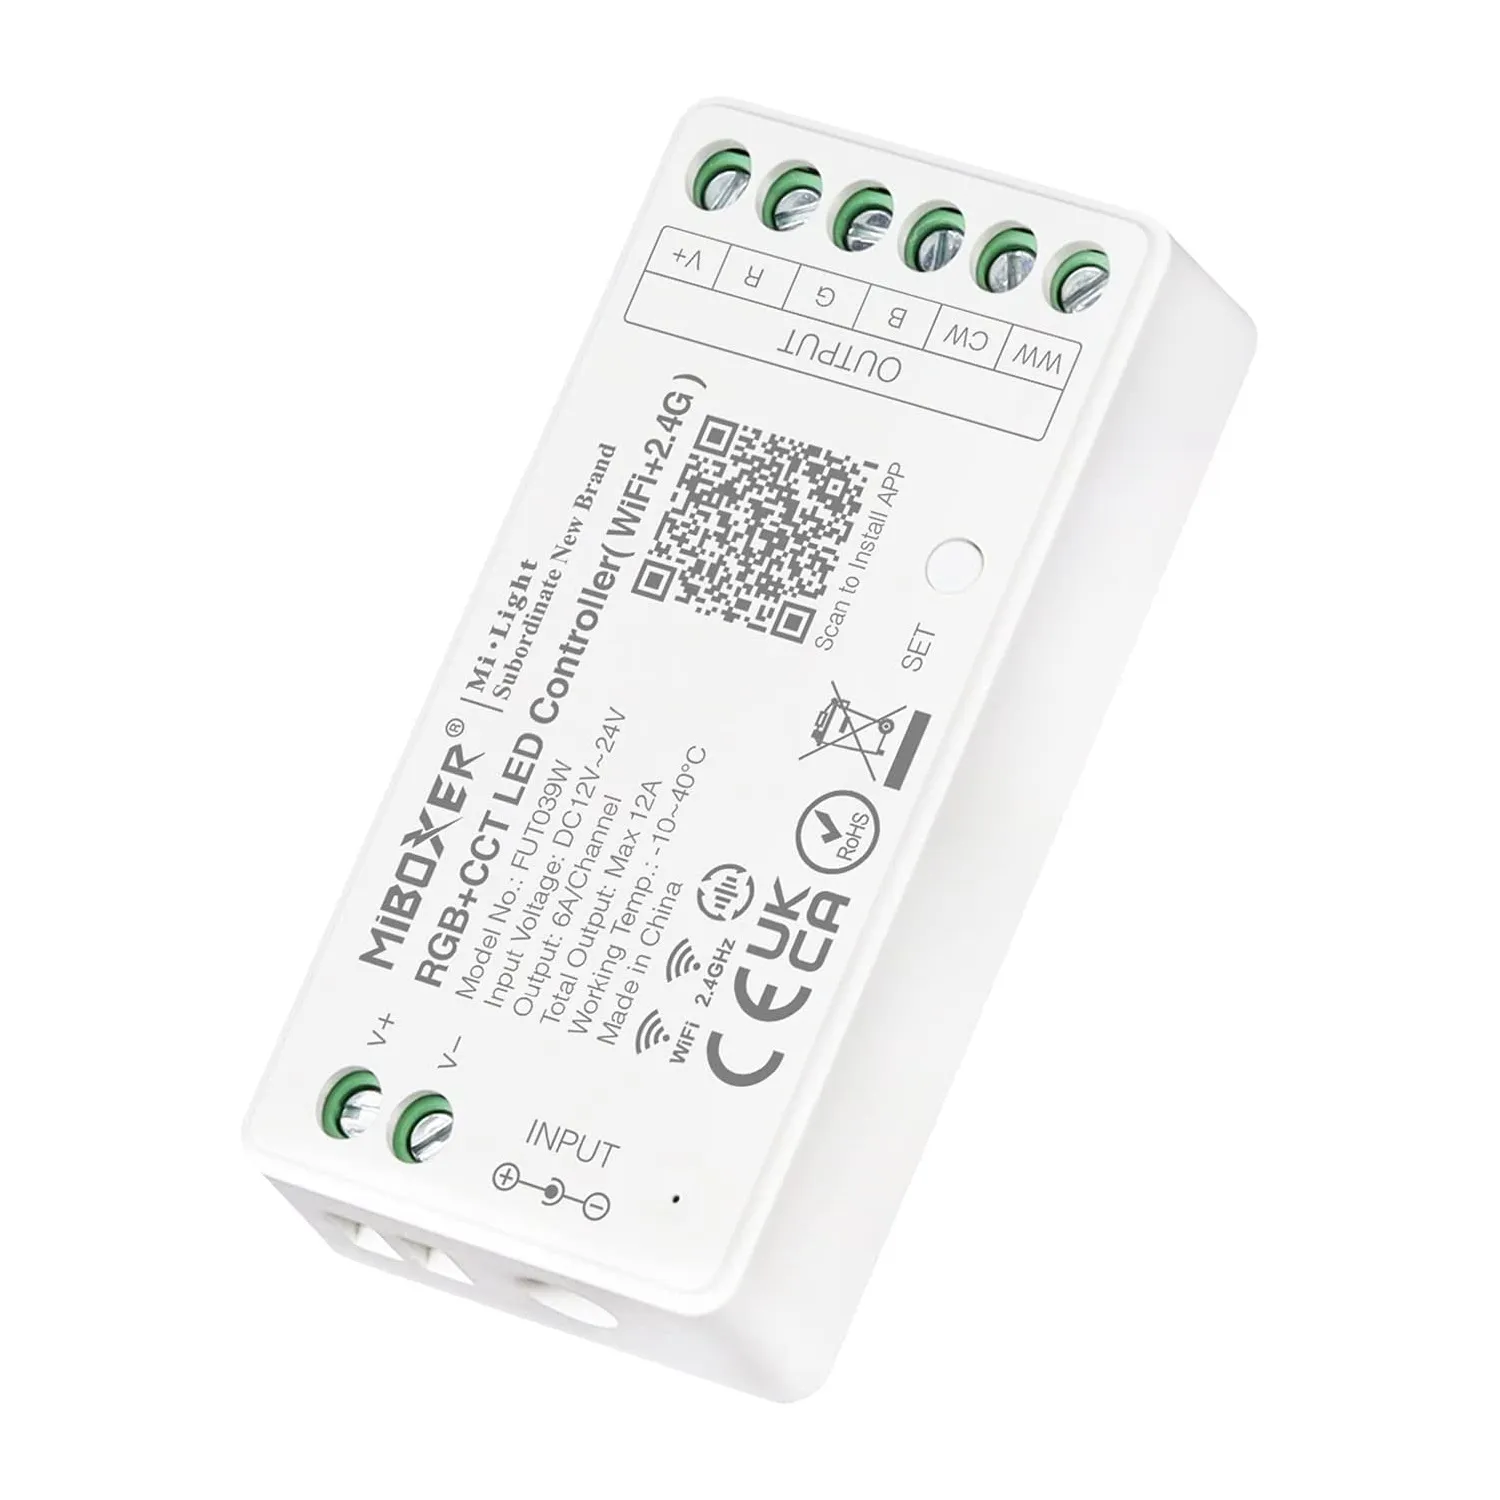 V+ R G B CW WW
OUTPUT
MiBOXER® | Mi·Light
Subordinate New Brand
RGB+CCT LED Controller( WiFi+2.4G )
Model No.: FUT039W
Input Voltage: DC12V~24V
Output: 6A/Channel
Total Output: Max 12A
Working Temp.: -10~40°C
Made in China
WiFi 2.4GHz
CE UK CA
RoHS
Scan to Install APP
SET
V+
V−
INPUT